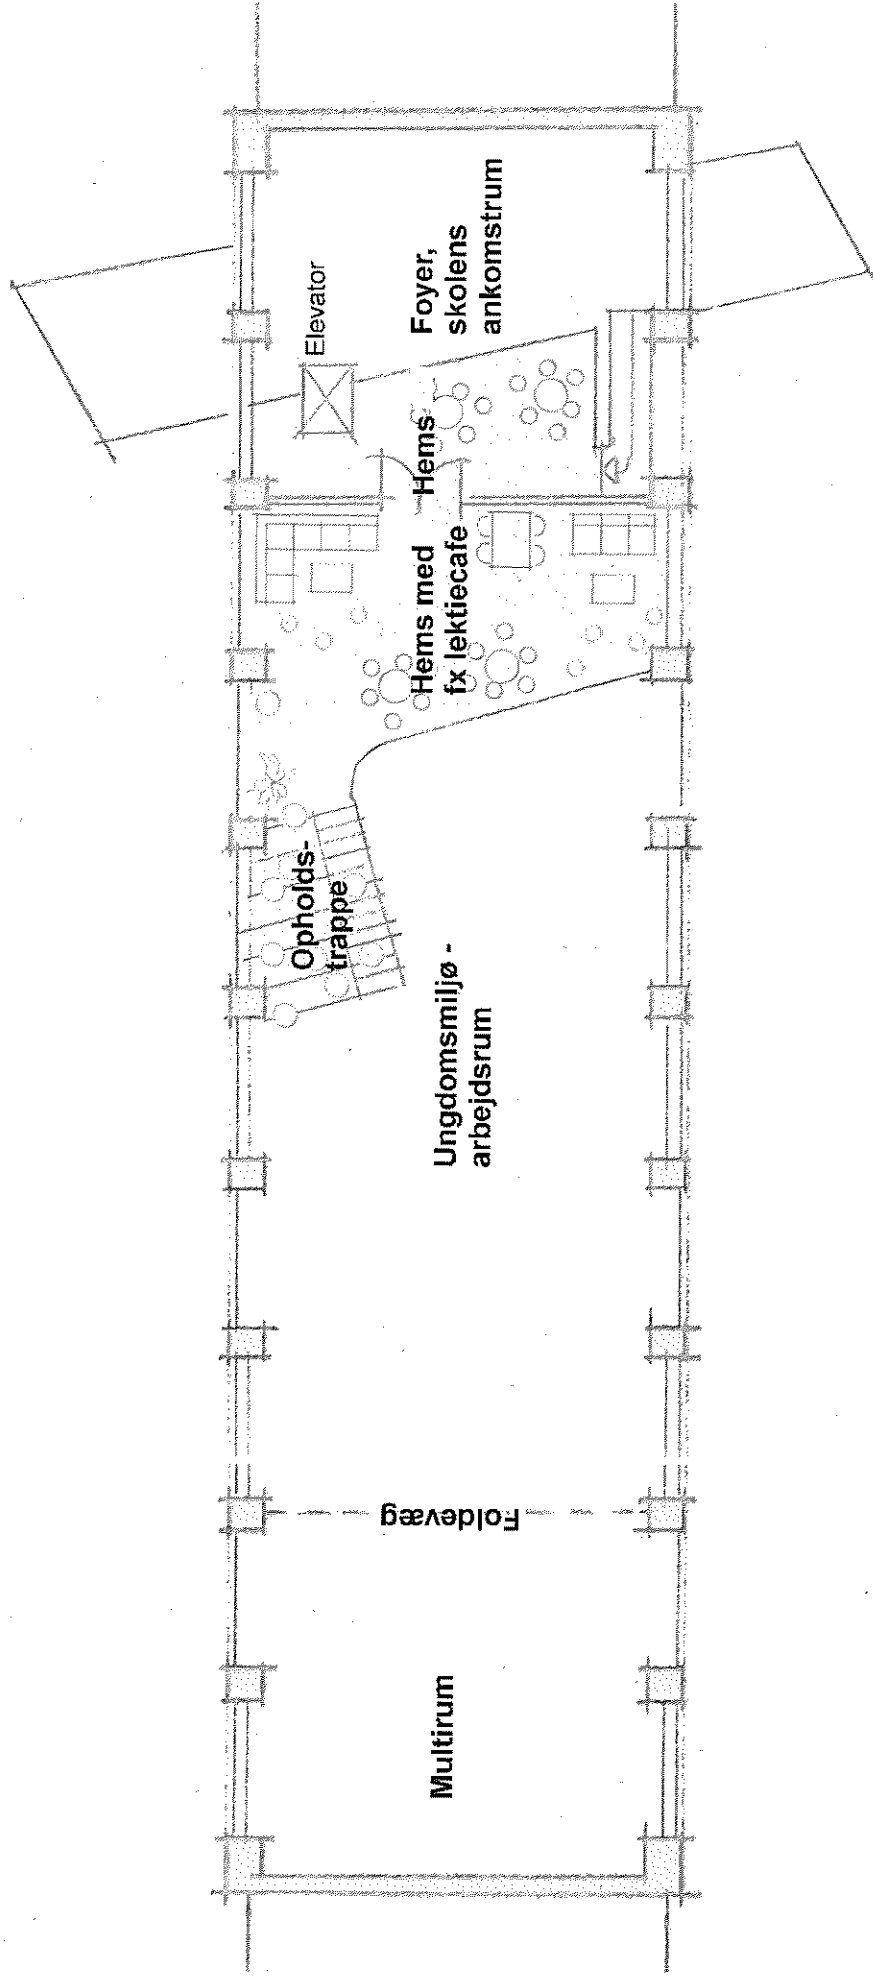 Elevator
Foyer,
skolens
ankomstrum
Hems
Hems med
fx lektiecafe
Opholds-
trappe
Ungdomsmiljø -
arbejdsrum
Foldevæg
Multirum